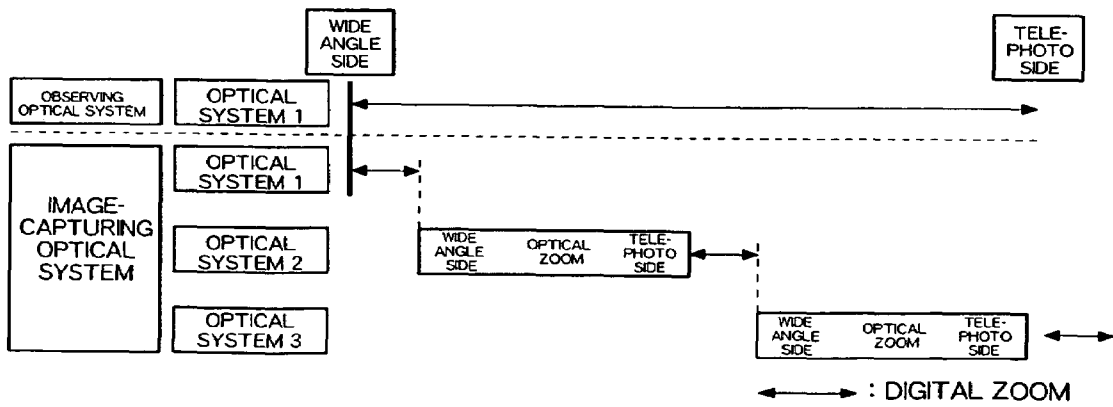 WIDE
ANGLE
SIDE
TELE-
PHOTO
SIDE
OBSERVING
OPTICAL SYSTEM
OPTICAL
SYSTEM 1
IMAGE-
CAPTURING
OPTICAL
SYSTEM
OPTICAL
SYSTEM 1
OPTICAL
SYSTEM 2
WIDE
ANGLE
SIDE
OPTICAL
ZOOM
TELE-
PHOTO
SIDE
OPTICAL
SYSTEM 3
WIDE
ANGLE
SIDE
OPTICAL
ZOOM
TELE-
PHOTO
SIDE
: DIGITAL ZOOM